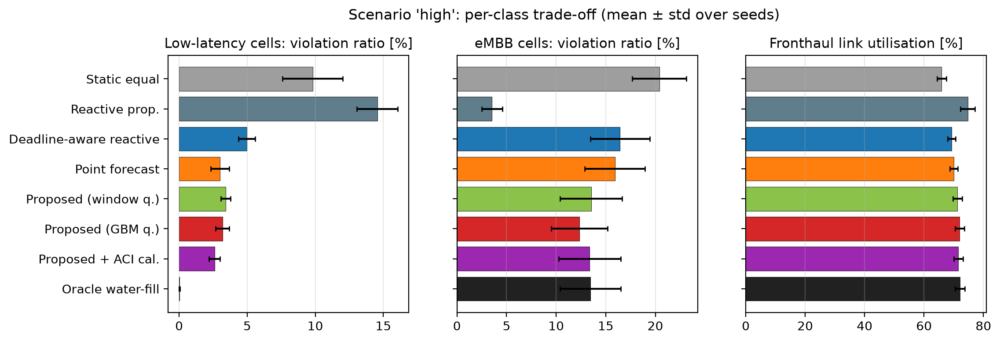 Scenario 'high': per-class trade-off (mean ± std over seeds)
Low-latency cells: violation ratio [%]
eMBB cells: violation ratio [%]
Fronthaul link utilisation [%]
Static equal
Reactive prop.
Deadline-aware reactive
Point forecast
Proposed (window q.)
Proposed (GBM q.)
Proposed + ACI cal.
Oracle water-fill
0 5 10 15
0 5 10 15 20
0 20 40 60 80